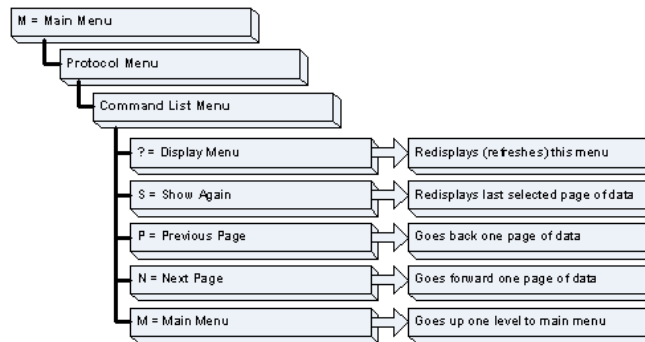 M = Main Menu
Protocol Menu
Command List Menu
? = Display Menu
Redisplays (refreshes) this menu
S = Show Again
Redisplays last selected page of data
P = Previous Page
Goes back one page of data
N = Next Page
Goes forward one page of data
M = Main Menu
Goes up one level to main menu